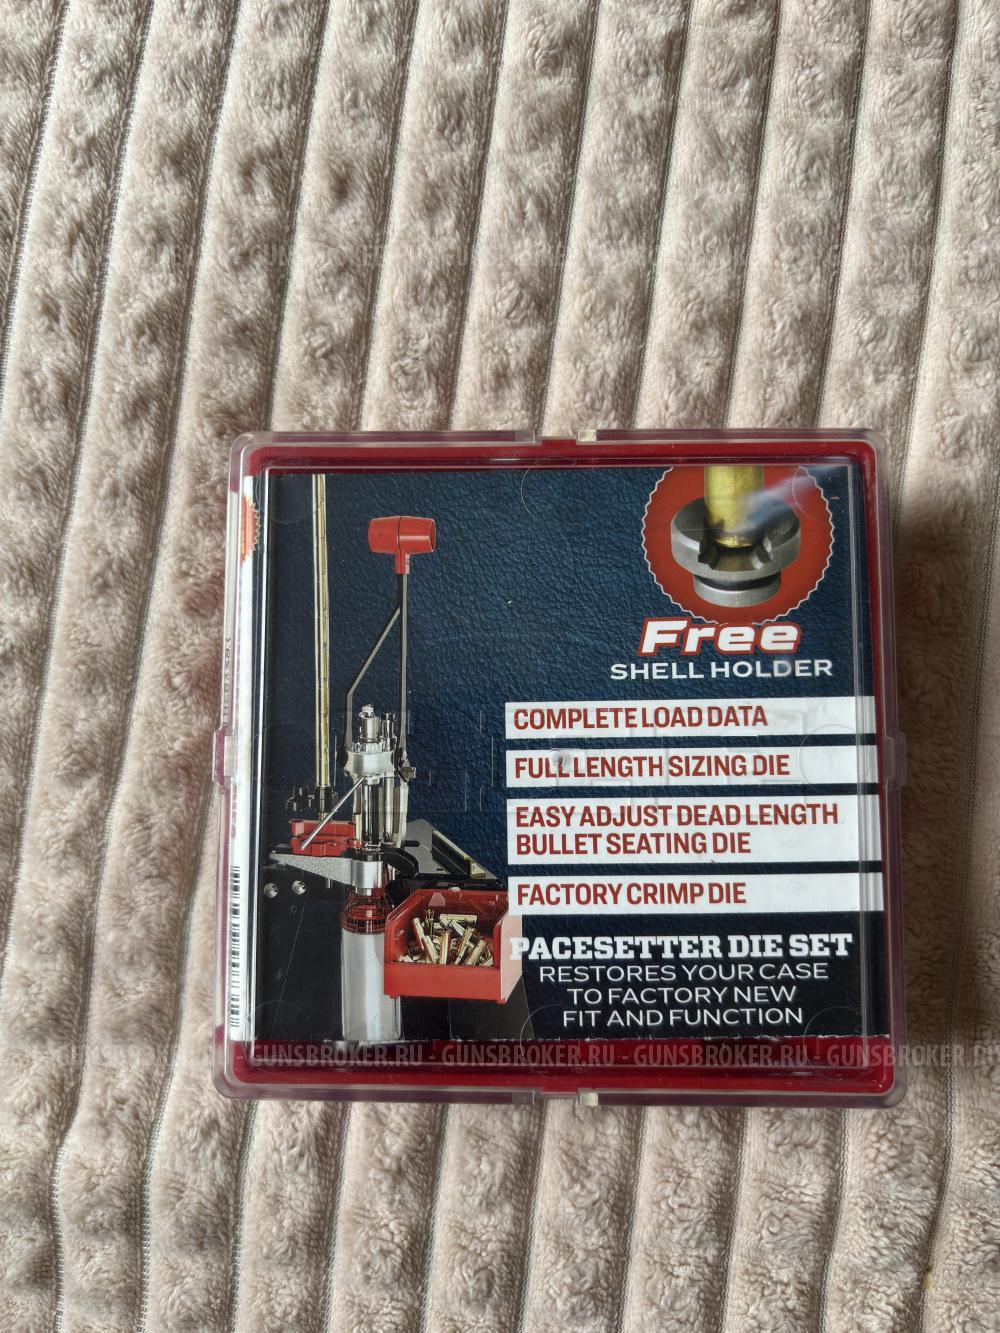 Free
SHELL HOLDER
COMPLETE LOAD DATA
FULL LENGTH SIZING DIE
EASY ADJUST DEAD LENGTH
BULLET SEATING DIE
FACTORY CRIMP DIE
PACESETTER DIE SET
RESTORES YOUR CASE
TO FACTORY NEW
FIT AND FUNCTION
GUNSBROKER.RU - GUNSBROKER.RU - GUNSBROKER.RU - GUNSBROKER.RU